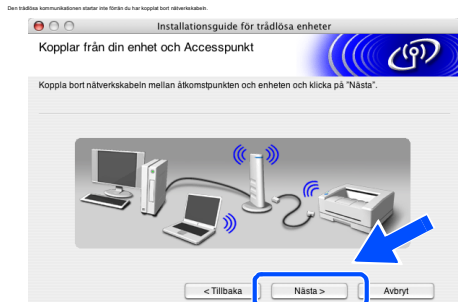 Den trådlösa kommunikationen startar inte förrän du har kopplat bort nätverkskabeln.
Installationsguide för trådlösa enheter
Kopplar från din enhet och Accesspunkt
Koppla bort nätverkskabeln mellan åtkomstpunkten och enheten och klicka på "Nästa".
< Tillbaka
Nästa >
Avbryt